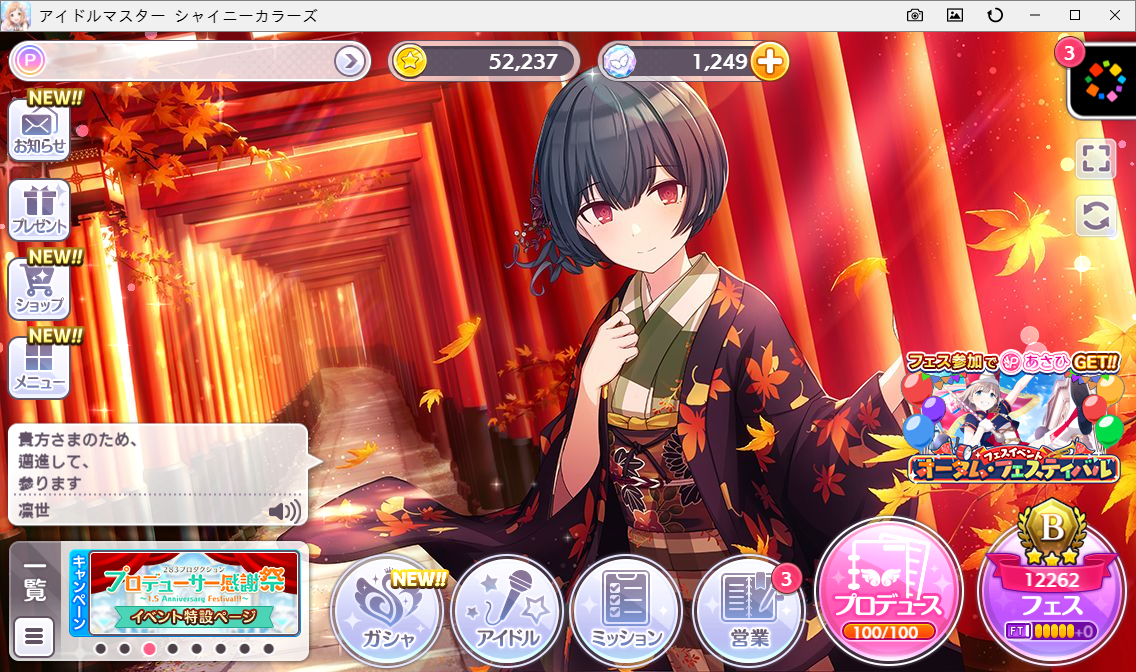 アイドルマスター シャイニーカラーズ
P
52,237
1,249
3
NEW!!
お知らせ
プレゼント
NEW!!
ショップ
NEW!!
メニュー
フェス参加で P あさひ GET!!
フェスイベント
オータム・フェスティバル
貴方さまのため、
邁進して、
参ります
凛世
一覧
キャンペーン
283プロダクション
プロデューサー感謝祭
~1.5 Anniversary Festival!!~
イベント特設ページ
NEW!!
ガシャ
アイドル
ミッション
3
営業
プロデュース
100/100
B
12262
フェス
FT
+0